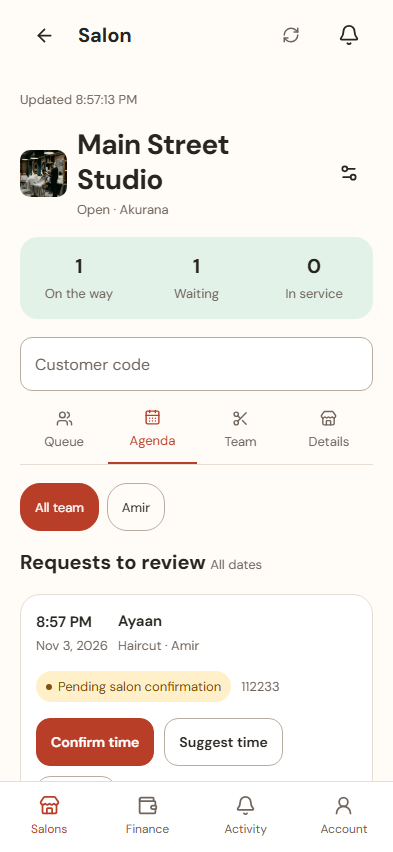 Salon
Updated 8:57:13 PM
Main Street
Studio
Open · Akurana
1
On the way
1
Waiting
0
In service
Customer code
Queue
Agenda
Team
Details
All team
Amir
Requests to review All dates
8:57 PM Ayaan
Nov 3, 2026 Haircut · Amir
Pending salon confirmation 112233
Confirm time
Suggest time
Salons
Finance
Activity
Account